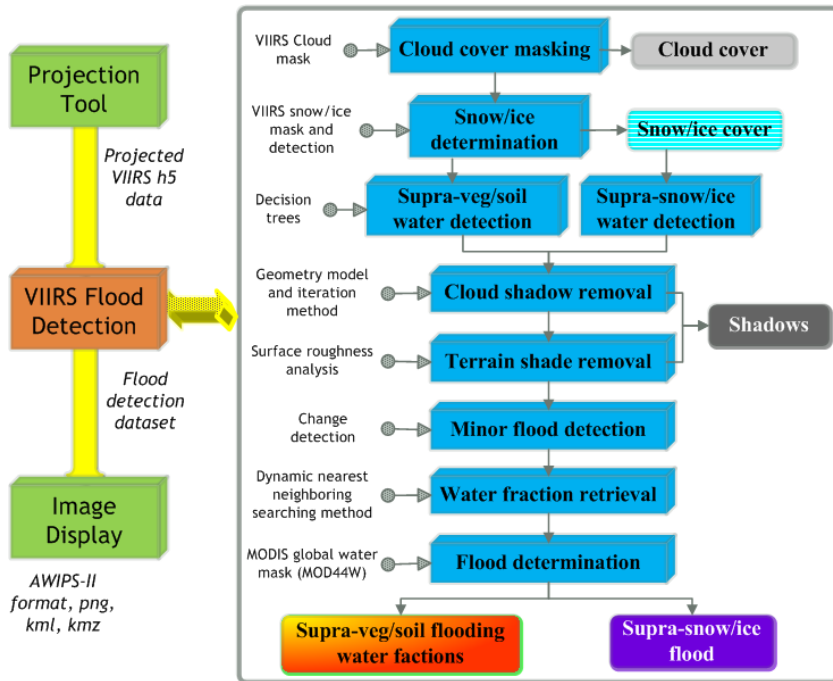 Projection
Tool
Projected
VIIRS h5
data
VIIRS Flood
Detection
Flood
detection
dataset
Image
Display
AWIPS-II
format, png,
kml, kmz
VIIRS Cloud
mask
Cloud cover masking
Cloud cover
VIIRS snow/ice
mask and
detection
Snow/ice
determination
Snow/ice cover
Decision
trees
Supra-veg/soil
water detection
Supra-snow/ice
water detection
Geometry model
and iteration
method
Cloud shadow removal
Shadows
Surface roughness
analysis
Terrain shade removal
Change
detection
Minor flood detection
Dynamic nearest
neighboring
searching method
Water fraction retrieval
MODIS global water
mask (MOD44W)
Flood determination
Supra-veg/soil flooding
water factions
Supra-snow/ice
flood